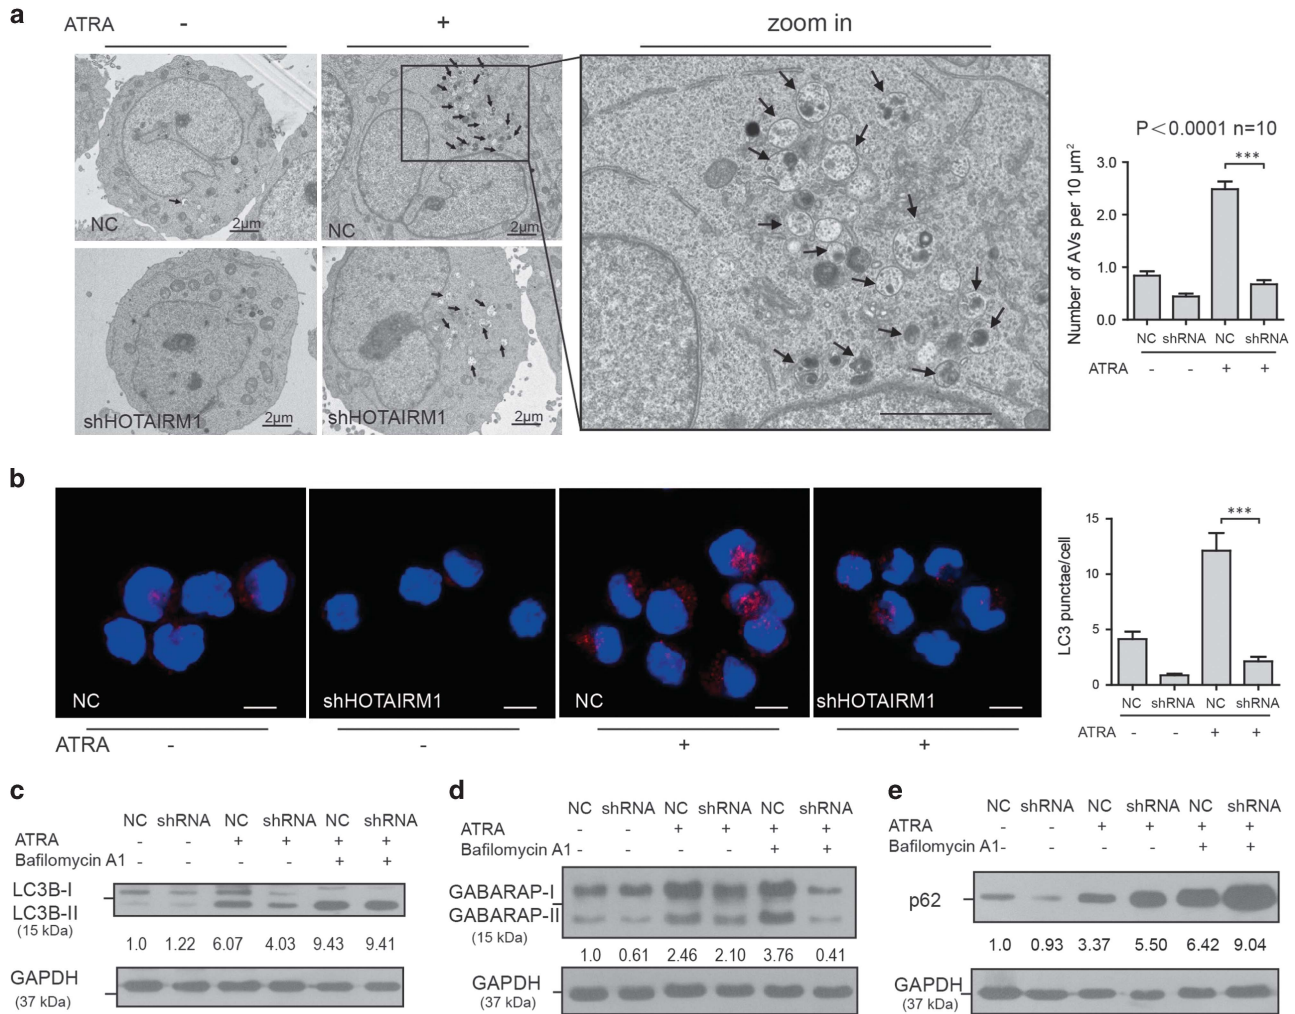 a
ATRA - + zoom in
NC 2µm NC 2µm
shHOTAIRM1 2µm shHOTAIRM1 2µm
P<0.0001 n=10
***
Number of AVs per 10 µm²
3.0
2.0
1.0
0.0
NC shRNA NC shRNA
ATRA - - + +
b
NC shHOTAIRM1 NC shHOTAIRM1
ATRA - - + +
***
LC3 punctae/cell
15
10
5
0
NC shRNA NC shRNA
ATRA - - + +
c
NC shRNA NC shRNA NC shRNA
ATRA - - + + + +
Bafilomycin A1 - - - - + +
LC3B-I
LC3B-II
(15 kDa)
1.0 1.22 6.07 4.03 9.43 9.41
GAPDH
(37 kDa)
d
NC shRNA NC shRNA NC shRNA
ATRA - - + + + +
Bafilomycin A1 - - - - + +
GABARAP-I
GABARAP-II
(15 kDa)
1.0 0.61 2.46 2.10 3.76 0.41
GAPDH
(37 kDa)
e
NC shRNA NC shRNA NC shRNA
ATRA - - + + + +
Bafilomycin A1 - - - - + +
p62
1.0 0.93 3.37 5.50 6.42 9.04
GAPDH
(37 kDa)